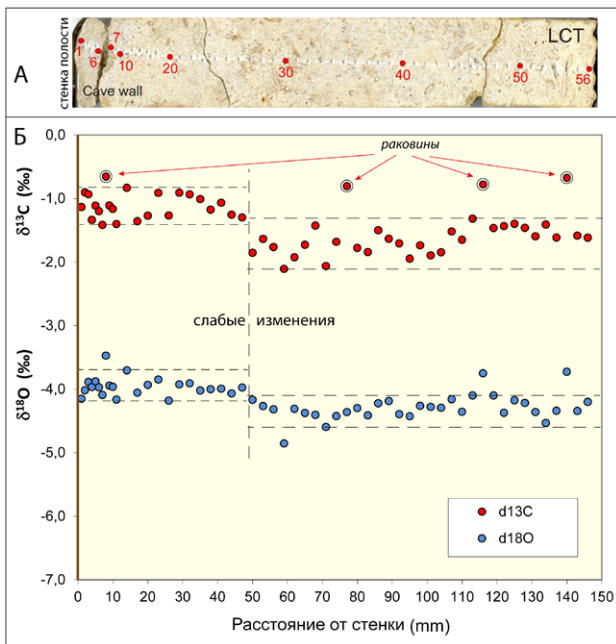 LCT
А
стенка полости
Cave wall
1
6
7
10
20
30
40
50
56
Б
раковины
слабые изменения
δ¹³C (‰)
δ¹⁸O (‰)
0,0
-1,0
-2,0
-3,0
-4,0
-5,0
-6,0
-7,0
d13C
d18O
0 10 20 30 40 50 60 70 80 90 100 110 120 130 140 150
Расстояние от стенки (mm)